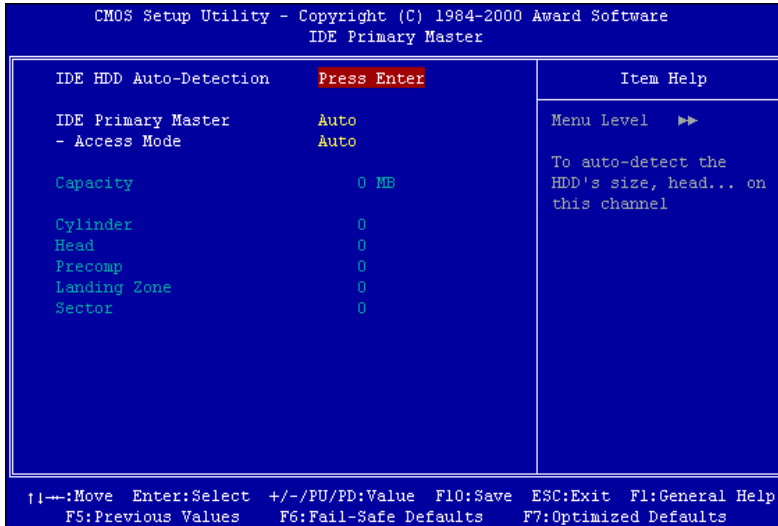 CMOS Setup Utility - Copyright (C) 1984-2000 Award Software
IDE Primary Master
IDE HDD Auto-Detection Press Enter
IDE Primary Master Auto
- Access Mode Auto
Capacity 0 MB
Cylinder 0
Head 0
Precomp 0
Landing Zone 0
Sector 0
Item Help
Menu Level ▶▶
To auto-detect the
HDD's size, head... on
this channel
↑↓→←:Move Enter:Select +/-/PU/PD:Value F10:Save ESC:Exit F1:General Help
F5:Previous Values F6:Fail-Safe Defaults F7:Optimized Defaults